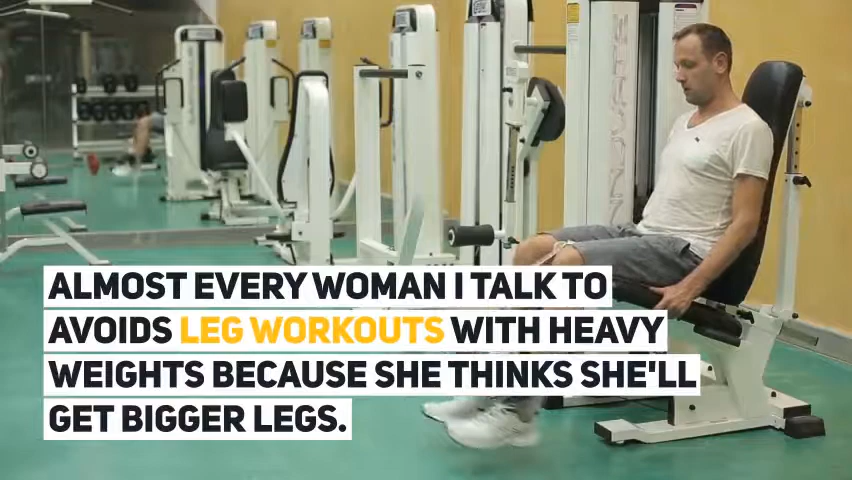 ALMOST EVERY WOMAN I TALK TO
AVOIDS LEG WORKOUTS WITH HEAVY
WEIGHTS BECAUSE SHE THINKS SHE'LL
GET BIGGER LEGS.